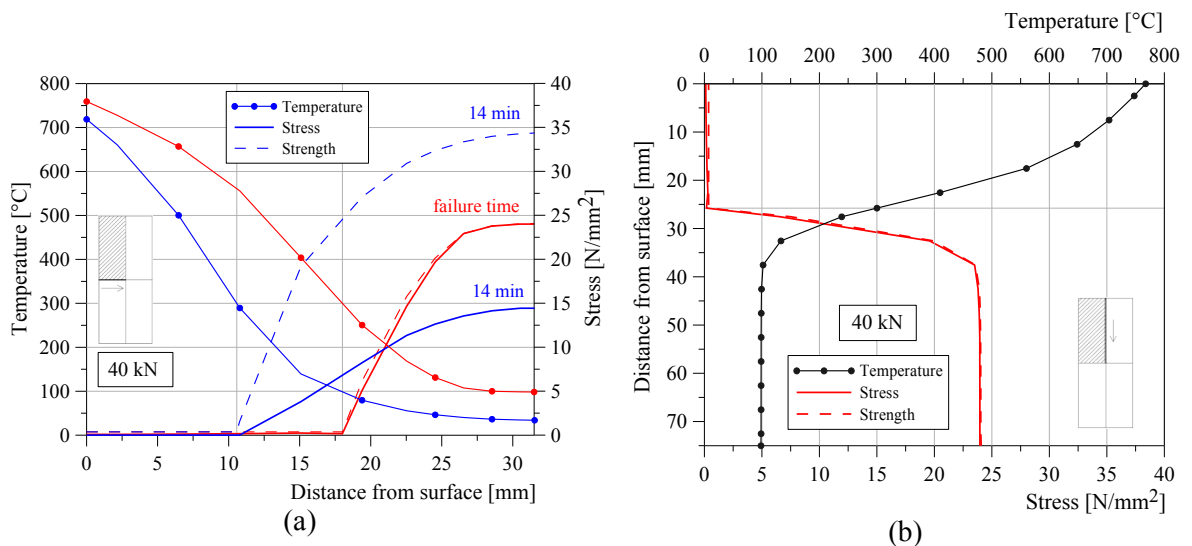 800
700
600
500
400
300
200
100
0
Temperature [°C]
40
35
30
25
20
15
10
5
0
Stress [N/mm2]
Temperature
Stress
Strength
14 min
failure time
14 min
40 kN
0 5 10 15 20 25 30
Distance from surface [mm]
(a)
Temperature [°C]
0 100 200 300 400 500 600 700 800
0
10
20
30
40
50
60
70
Distance from surface [mm]
40 kN
Temperature
Stress
Strength
0 5 10 15 20 25 30 35 40
Stress [N/mm2]
(b)